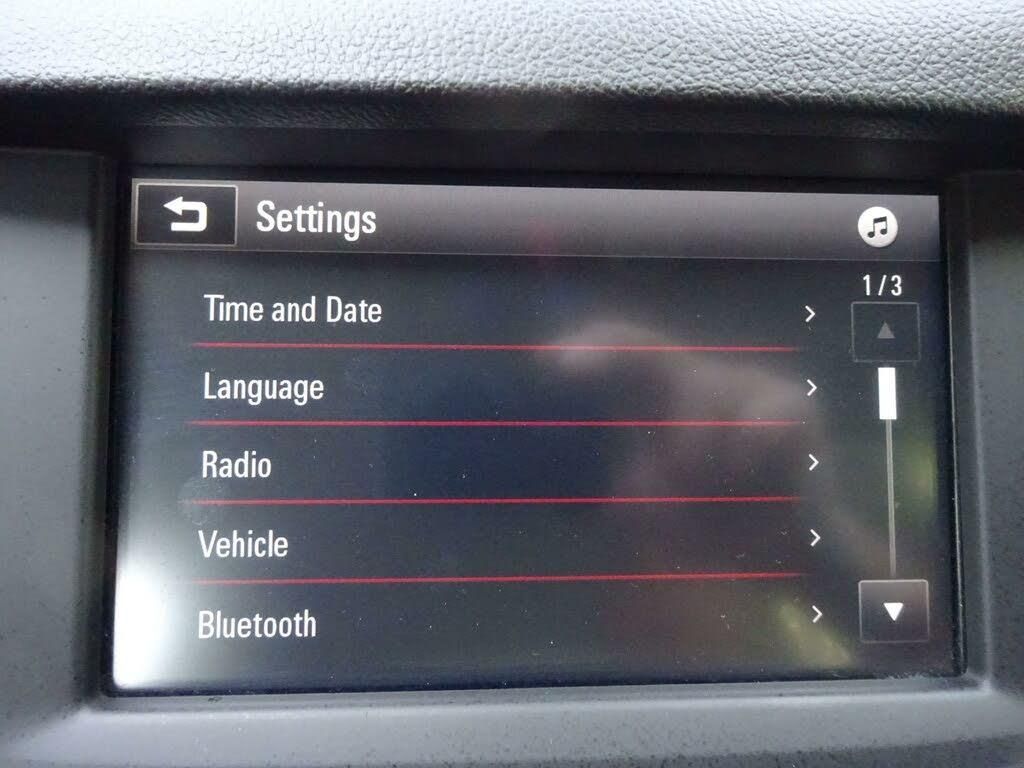 Settings
1/3
Time and Date
Language
Radio
Vehicle
Bluetooth